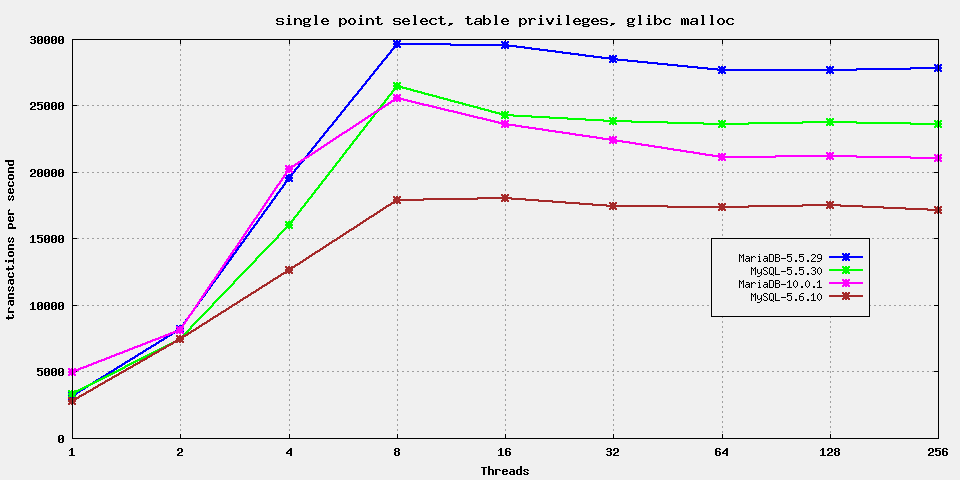 single point select, table privileges, glibc malloc
30000
25000
20000
15000
10000
5000
0
transactions per second
MariaDB-5.5.29
MySQL-5.5.30
MariaDB-10.0.1
MySQL-5.6.10
1 2 4 8 16 32 64 128 256
Threads